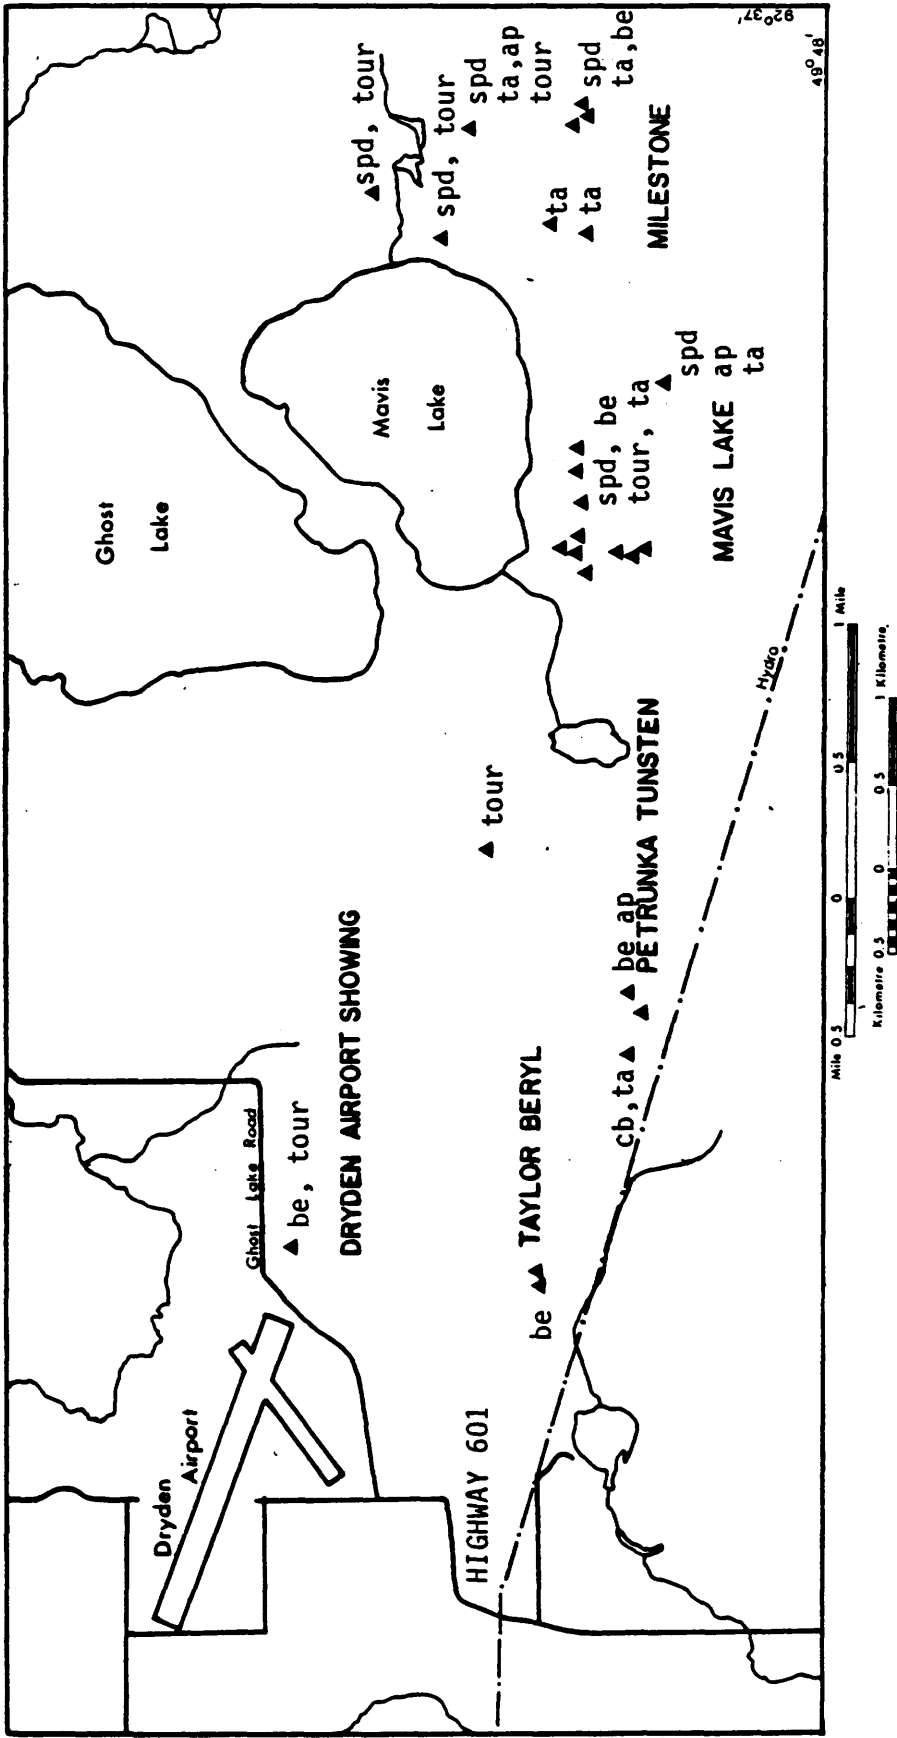 Dryden
Airport
HIGHWAY 601
Ghost Lake Road
be, tour
DRYDEN AIRPORT SHOWING
be
TAYLOR BERYL
cb,ta
be ap
PETRUNKA TUNSTEN
tour
Ghost
Lake
Mavis
Lake
spd, be
tour, ta
MAVIS LAKE
spd
ap
ta
spd, tour
spd, tour
spd
ta,ap
tour
ta
ta
spd
ta,be
MILESTONE
Hydro
92°37'
49°48'
Mile 0.5 0 0.5 1 Mile
Kilometre 0.5 0 0.5 1 Kilometre